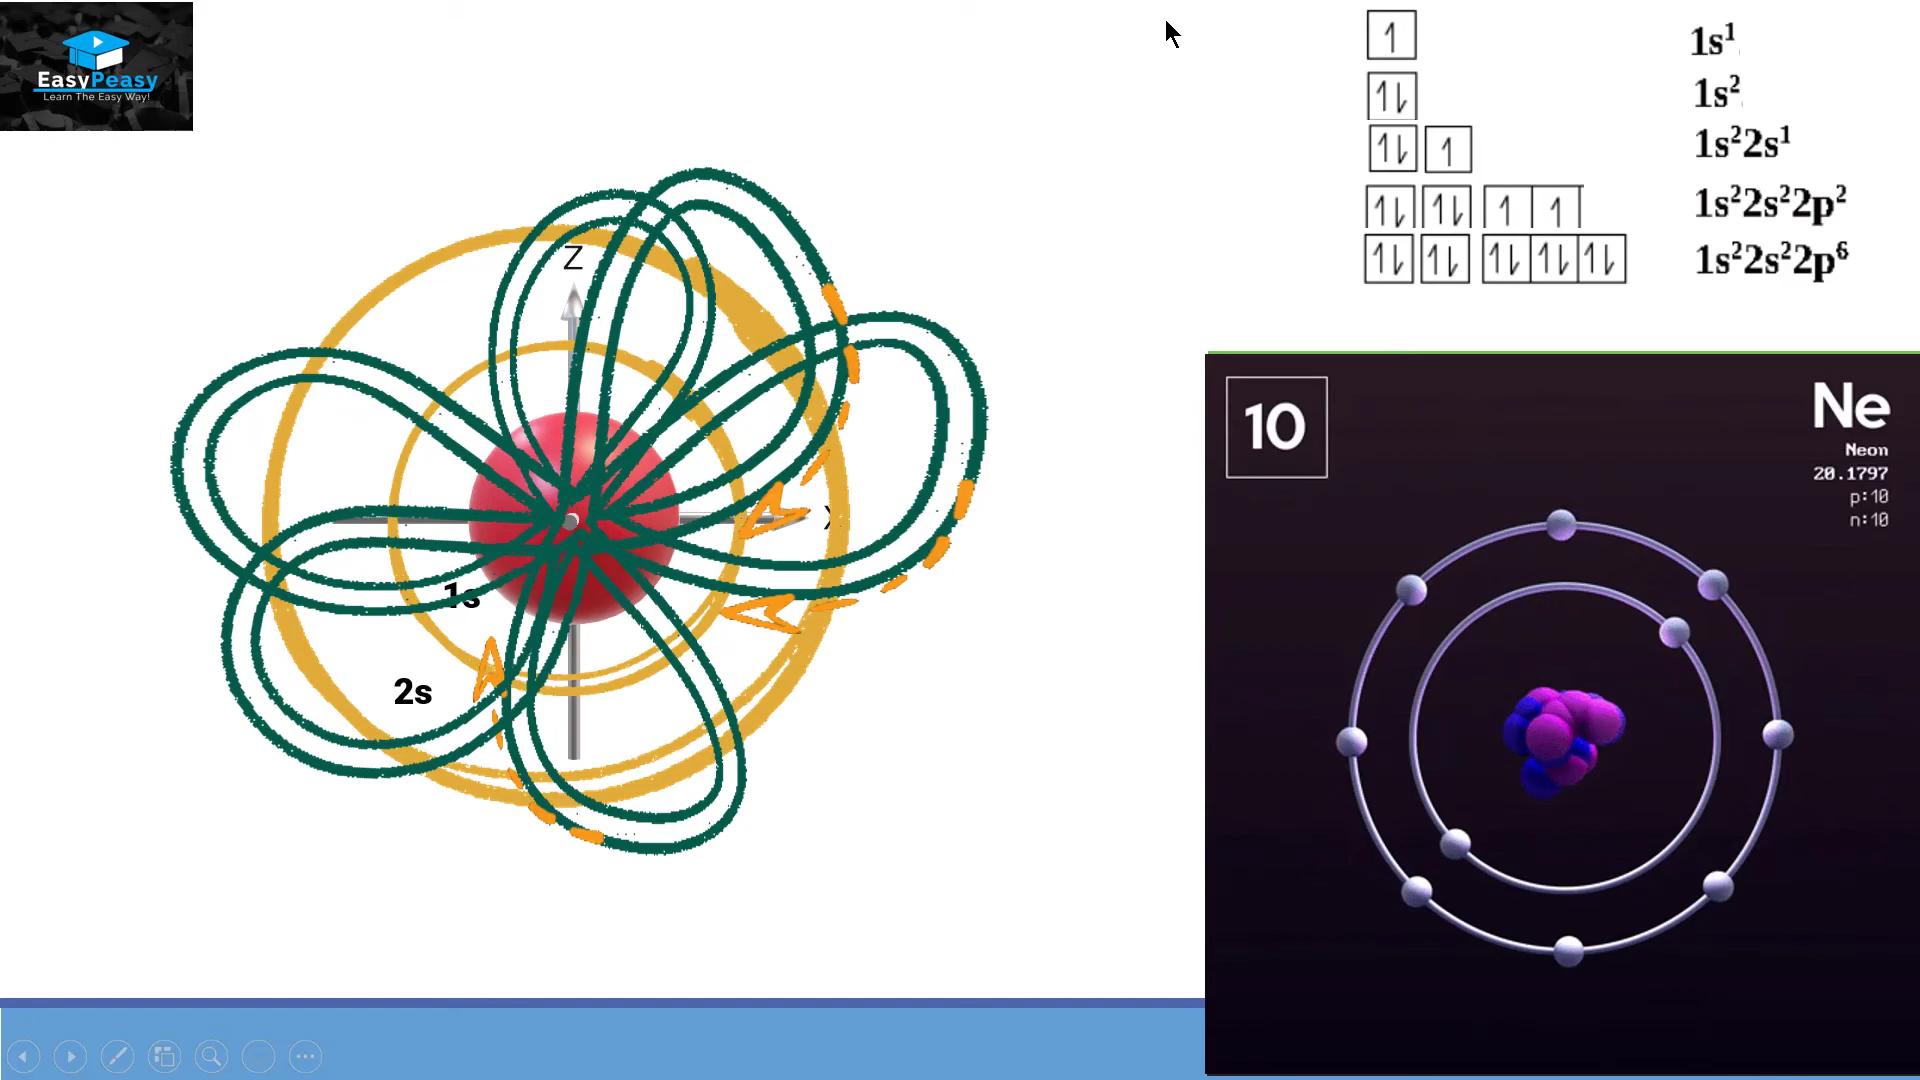 EasyPeasy
Learn The Easy Way!
1s¹
1s²
1s²2s¹
1s²2s²2p²
1s²2s²2p⁶
Z
X
1s
2s
10
Ne
Neon
20.1797
p:10
n:10